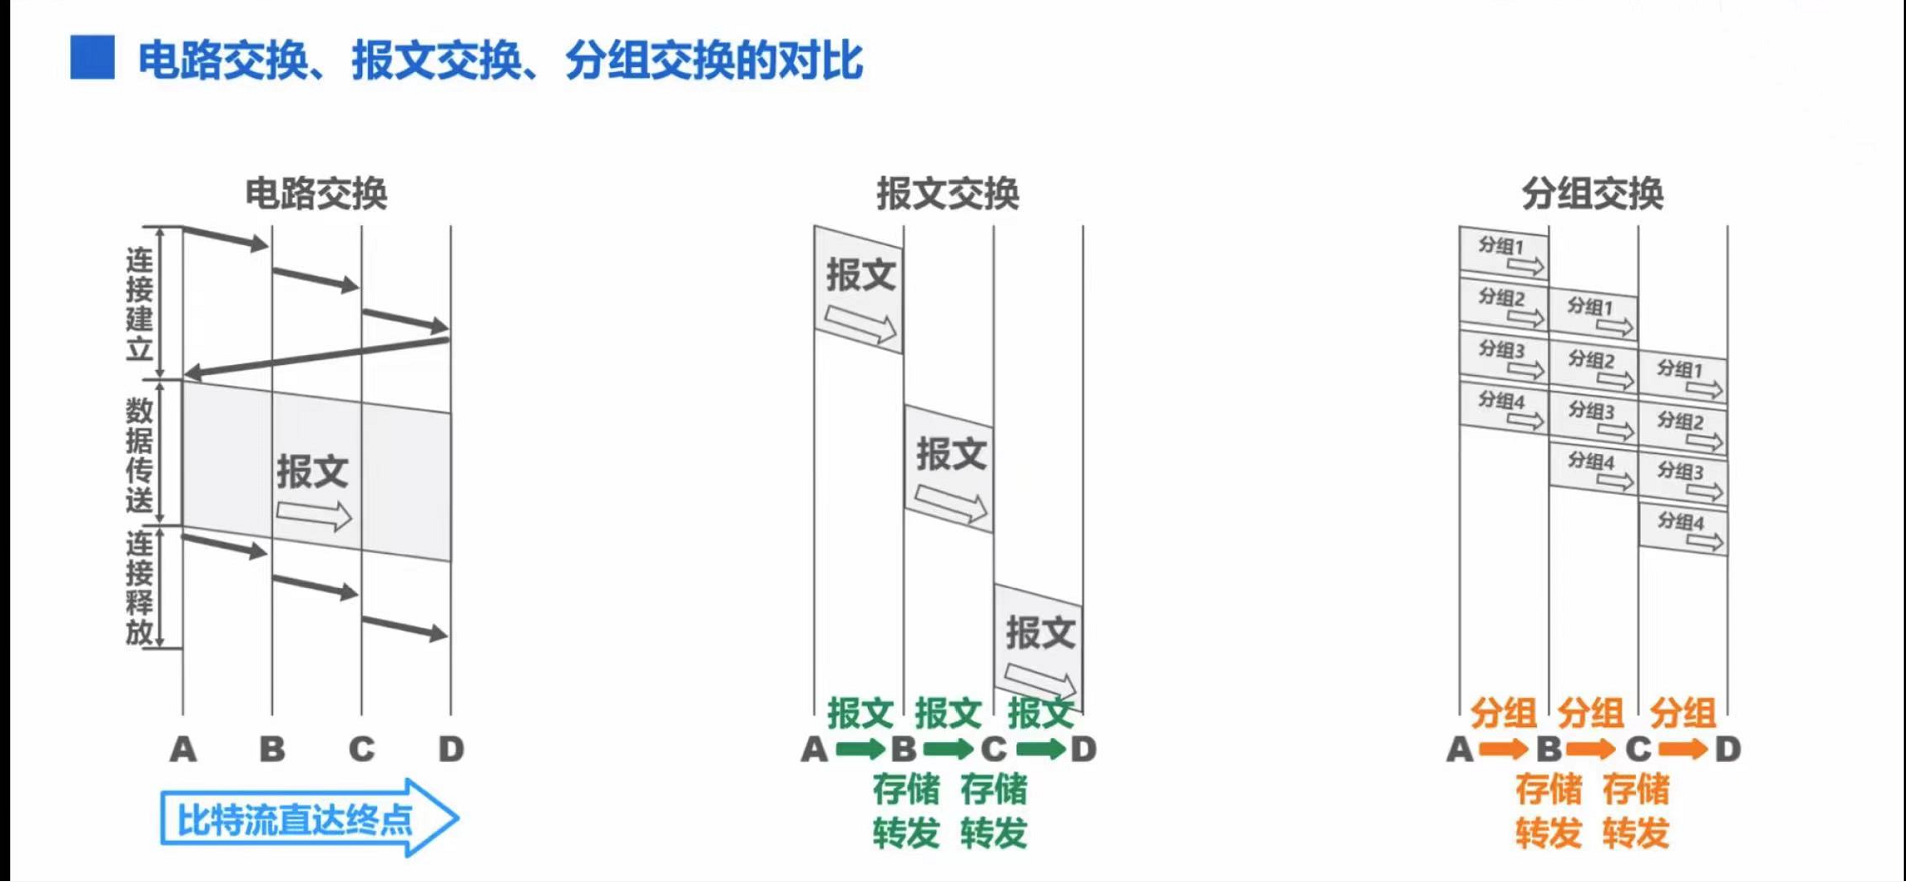 电路交换、报文交换、分组交换的对比
电路交换
连接建立
数据传送
连接释放
报文
A B C D
比特流直达终点
报文交换
报文
报文
报文
报文 报文 报文
A B C D
存储 存储
转发 转发
分组交换
分组1
分组2 分组1
分组3 分组2 分组1
分组4 分组3 分组2
分组4 分组3
分组4
分组 分组 分组
A B C D
存储 存储
转发 转发